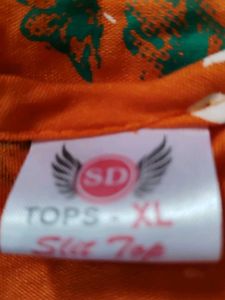 SD
TOPS - XL
Slit Top